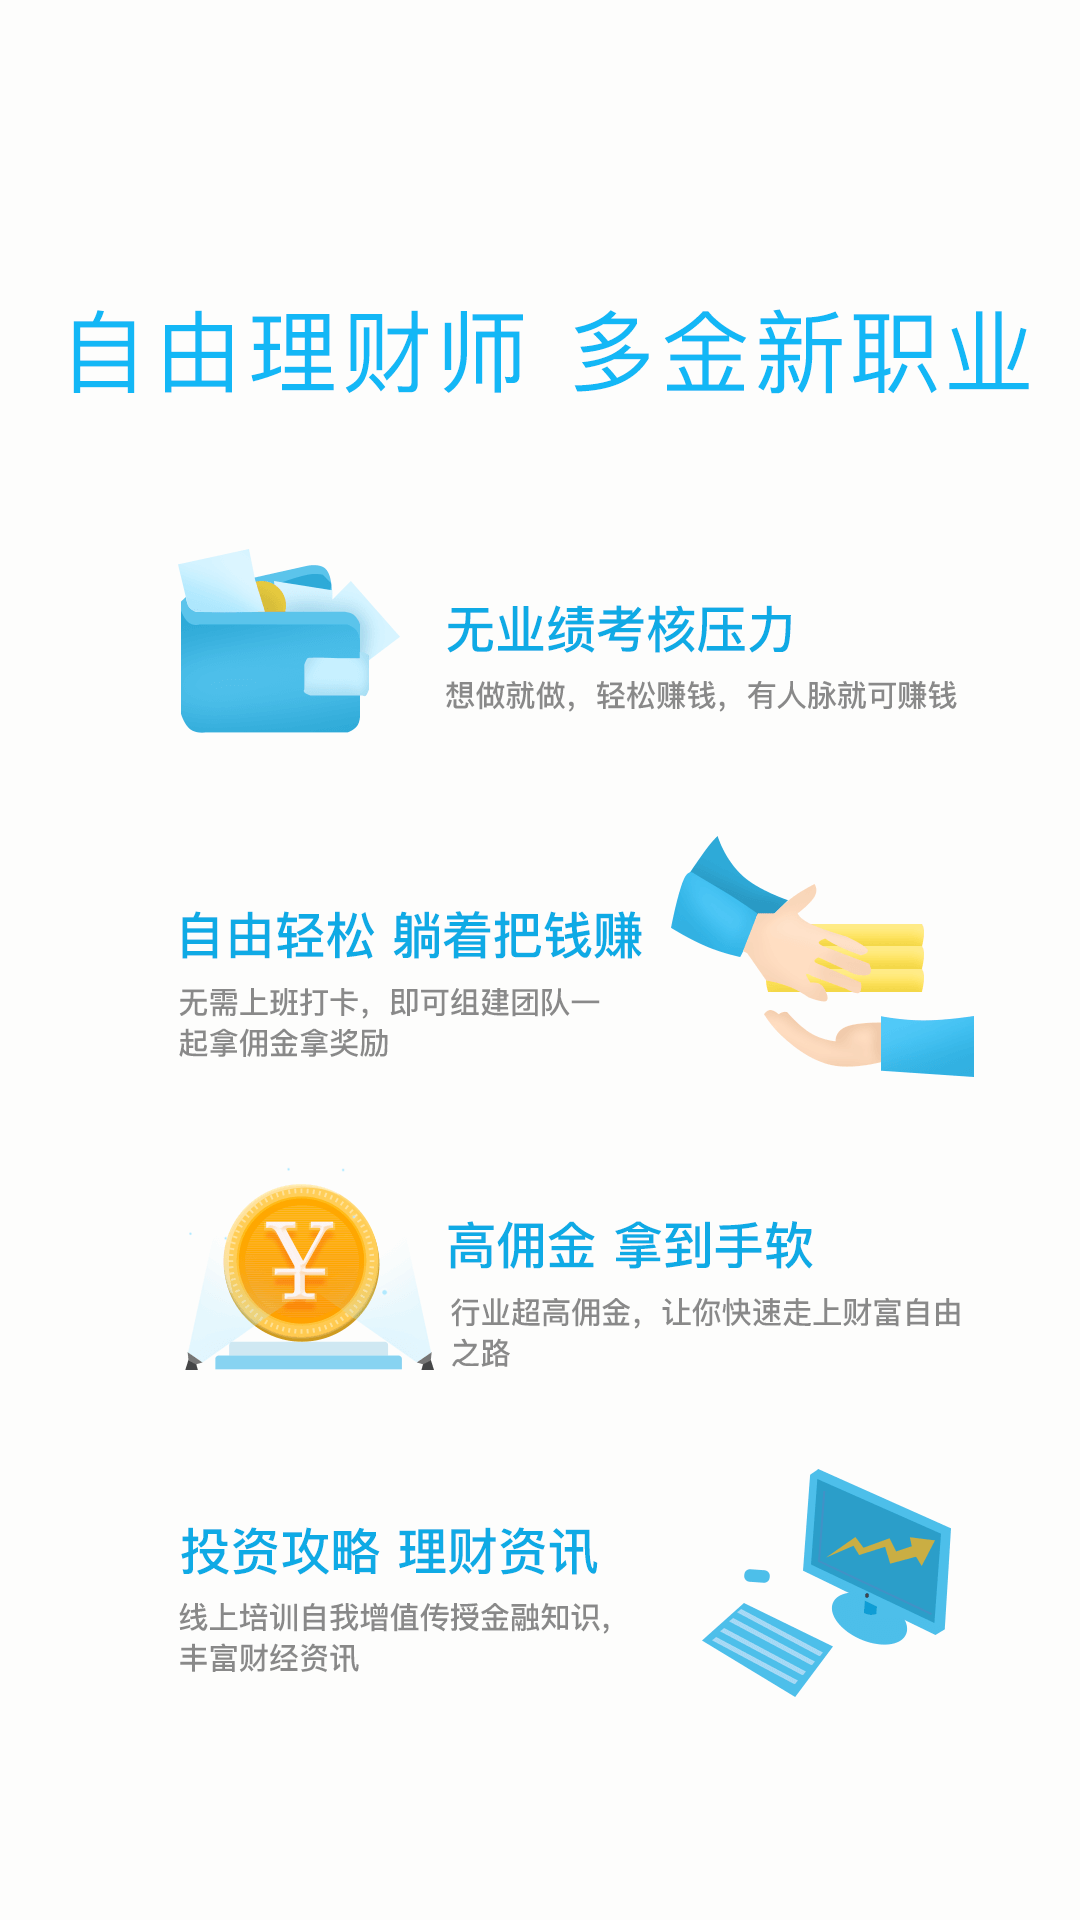 自由理财师 多金新职业
无业绩考核压力
想做就做，轻松赚钱，有人脉就可赚钱
自由轻松 躺着把钱赚
无需上班打卡，即可组建团队一
起拿佣金拿奖励
¥
高佣金 拿到手软
行业超高佣金，让你快速走上财富自由
之路
投资攻略 理财资讯
线上培训自我增值传授金融知识，
丰富财经资讯